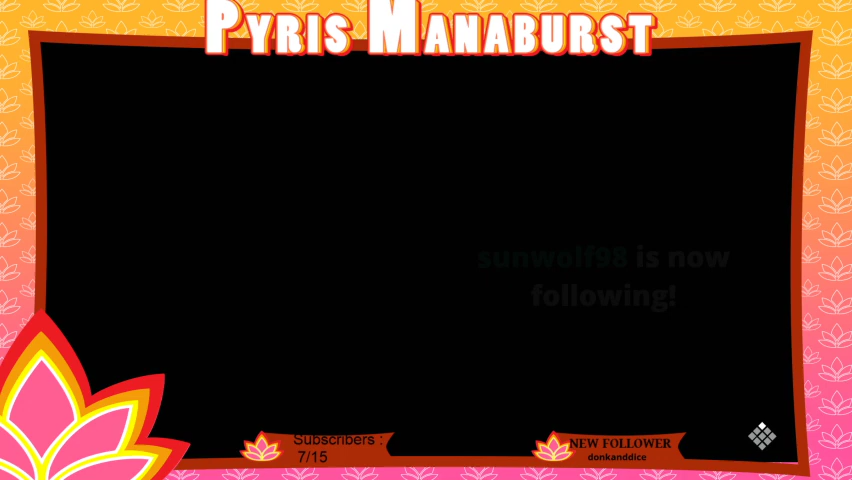 Pyris Manaburst
sunwolf98 is now
following!
Subscribers :
7/15
NEW FOLLOWER
donkanddice